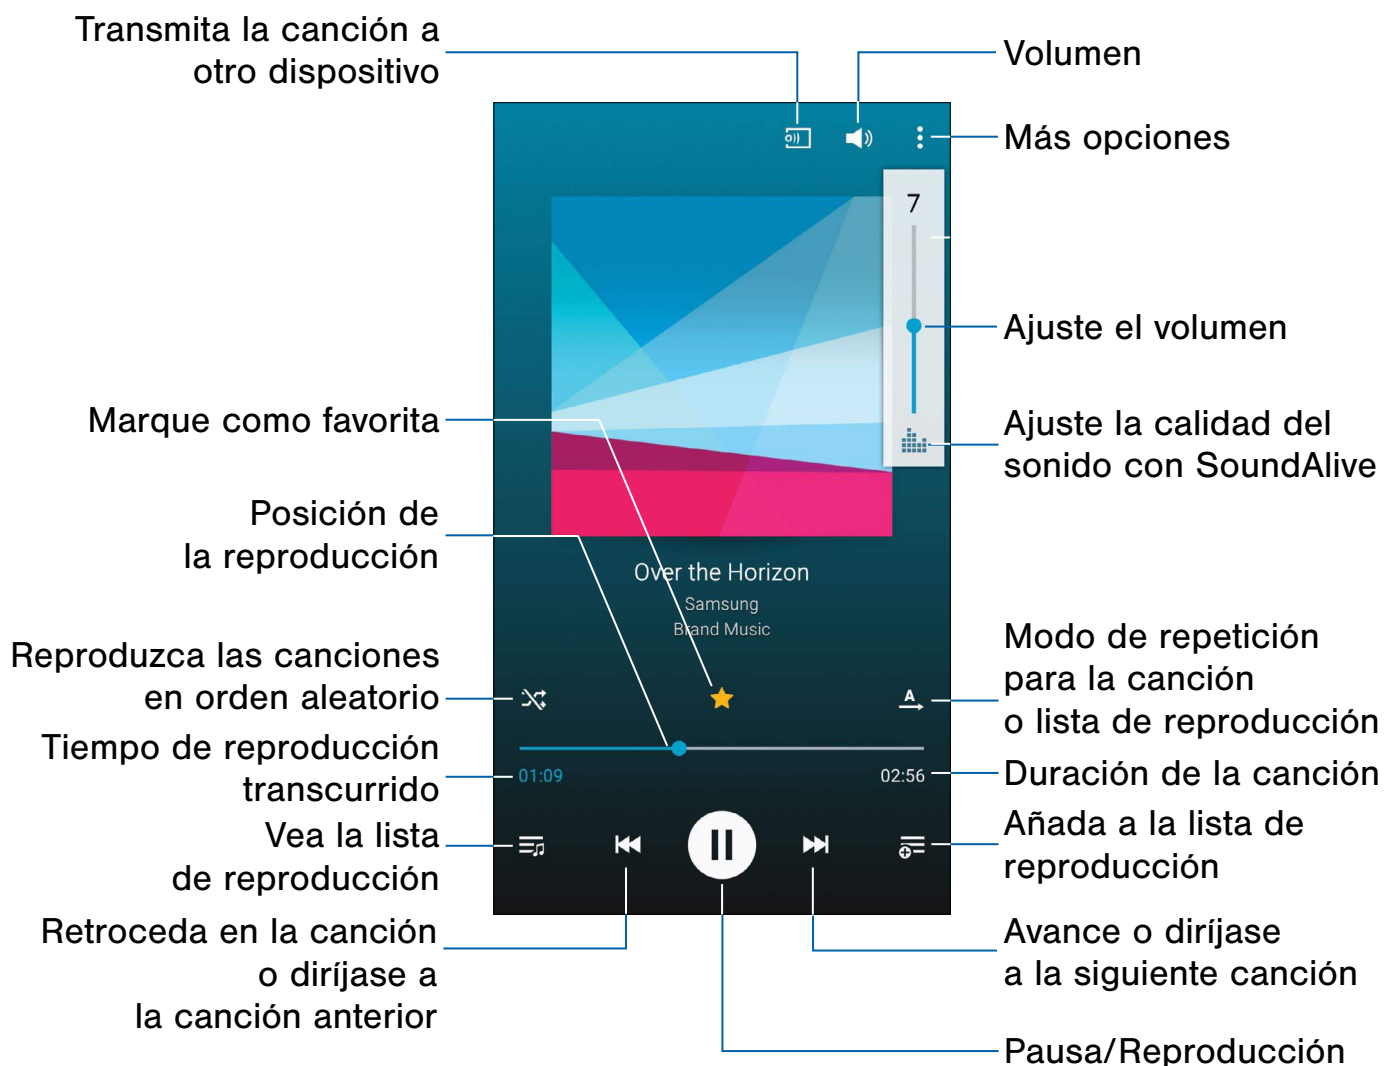 Transmita la canción a
otro dispositivo
Volumen
Más opciones
7
Ajuste el volumen
Marque como favorita
Ajuste la calidad del
sonido con SoundAlive
Posición de
la reproducción
Over the Horizon
Samsung
Brand Music
Reproduzca las canciones
en orden aleatorio
A
Modo de repetición
para la canción
o lista de reproducción
Tiempo de reproducción
transcurrido
01:09
02:56
Duración de la canción
Vea la lista
de reproducción
Añada a la lista de
reproducción
Retroceda en la canción
o diríjase a
la canción anterior
Avance o diríjase
a la siguiente canción
Pausa/Reproducción